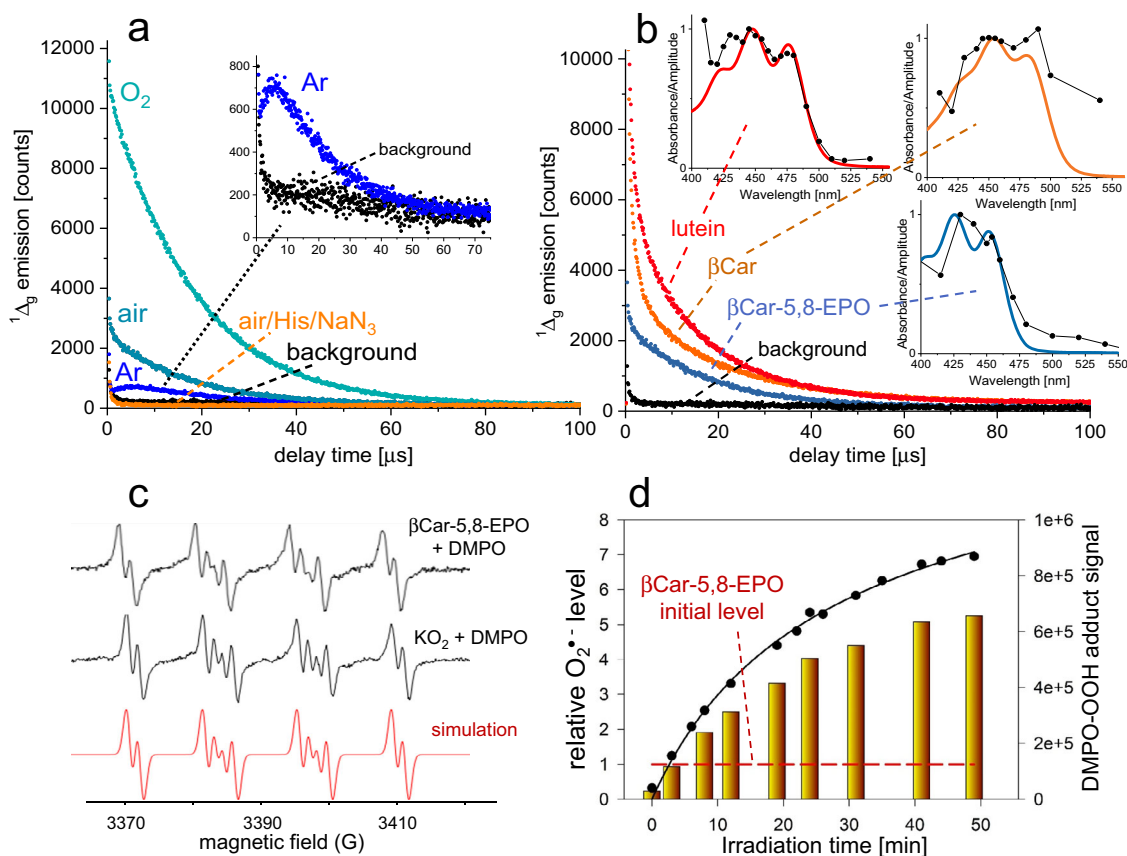 a
12000
10000
8000
6000
4000
2000
0
¹Δg emission [counts]
O₂
air
Ar
air/His/NaN₃
background
0
20
40
60
80
100
delay time [µs]
800
600
400
200
0
Ar
background
0
10
20
30
40
50
60
70
b
10000
8000
6000
4000
2000
0
¹Δg emission [counts]
lutein
βCar
βCar-5,8-EPO
background
0
20
40
60
80
100
delay time [µs]
1
0
Absorbance/Amplitude
400
425
450
475
500
525
550
Wavelength [nm]
1
0
Absorbance/Amplitude
400
425
450
475
500
525
550
Wavelength [nm]
1
0
Absorbance/Amplitude
400
425
450
475
500
525
550
Wavelength [nm]
c
βCar-5,8-EPO
+ DMPO
KO₂ + DMPO
simulation
3370
3390
3410
magnetic field (G)
d
8
7
6
5
4
3
2
1
0
relative O₂•- level
βCar-5,8-EPO
initial level
1e+6
8e+5
6e+5
4e+5
2e+5
0
DMPO-OOH adduct signal
0
10
20
30
40
50
Irradiation time [min]